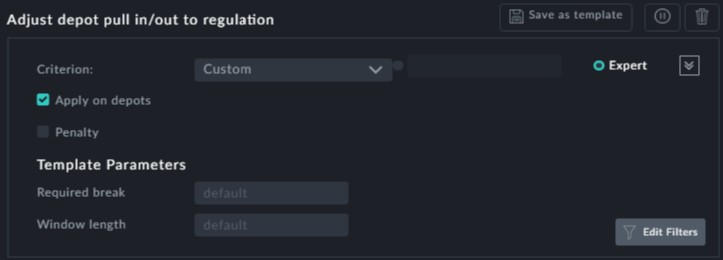 Adjust depot pull in/out to regulation
Save as template
Criterion:
Custom
Expert
Apply on depots
Penalty
Template Parameters
Required break
default
Window length
default
Edit Filters